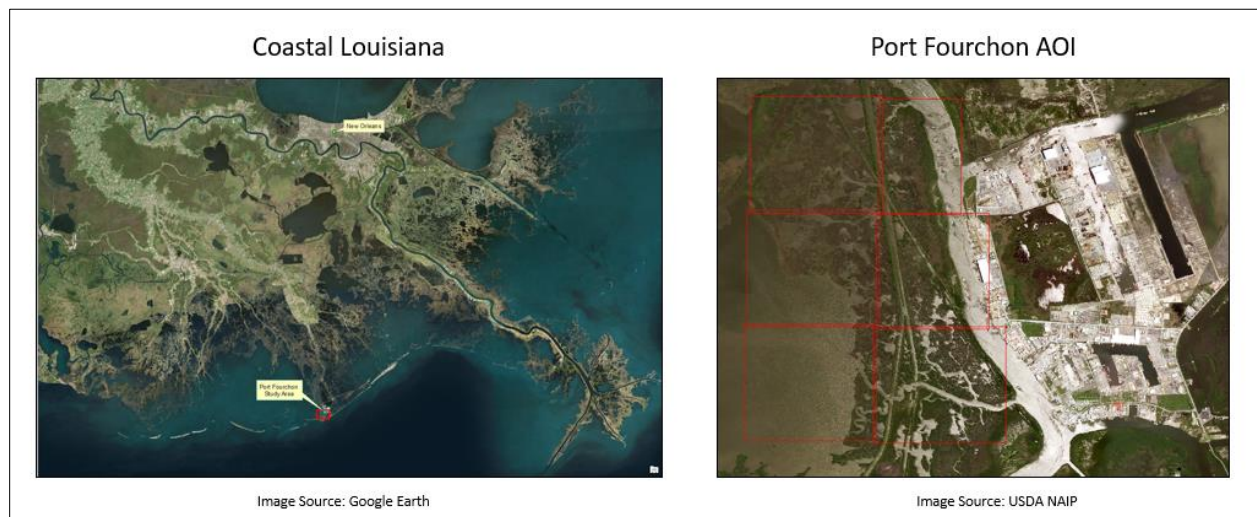 Coastal Louisiana
Port Fourchon AOI
New Orleans
Port Fourchon
Study Area
Image Source: Google Earth
Image Source: USDA NAIP